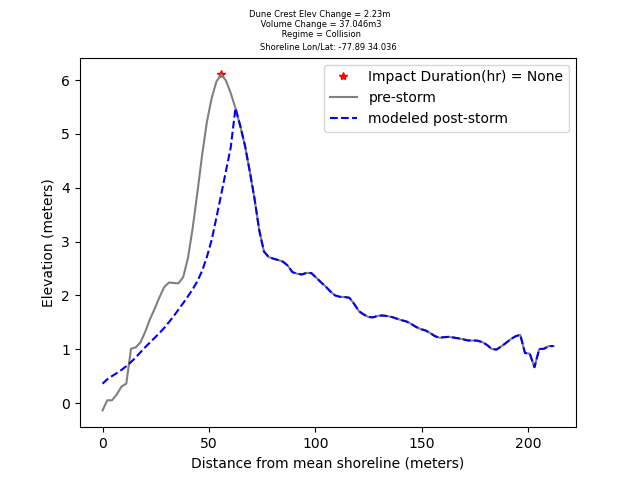 Dune Crest Elev Change = 2.23m
Volume Change = 37.046m3
Regime = Collision
Shoreline Lon/Lat: -77.89 34.036
Impact Duration(hr) = None
pre-storm
modeled post-storm
Elevation (meters)
6
5
4
3
2
1
0
0 50 100 150 200
Distance from mean shoreline (meters)